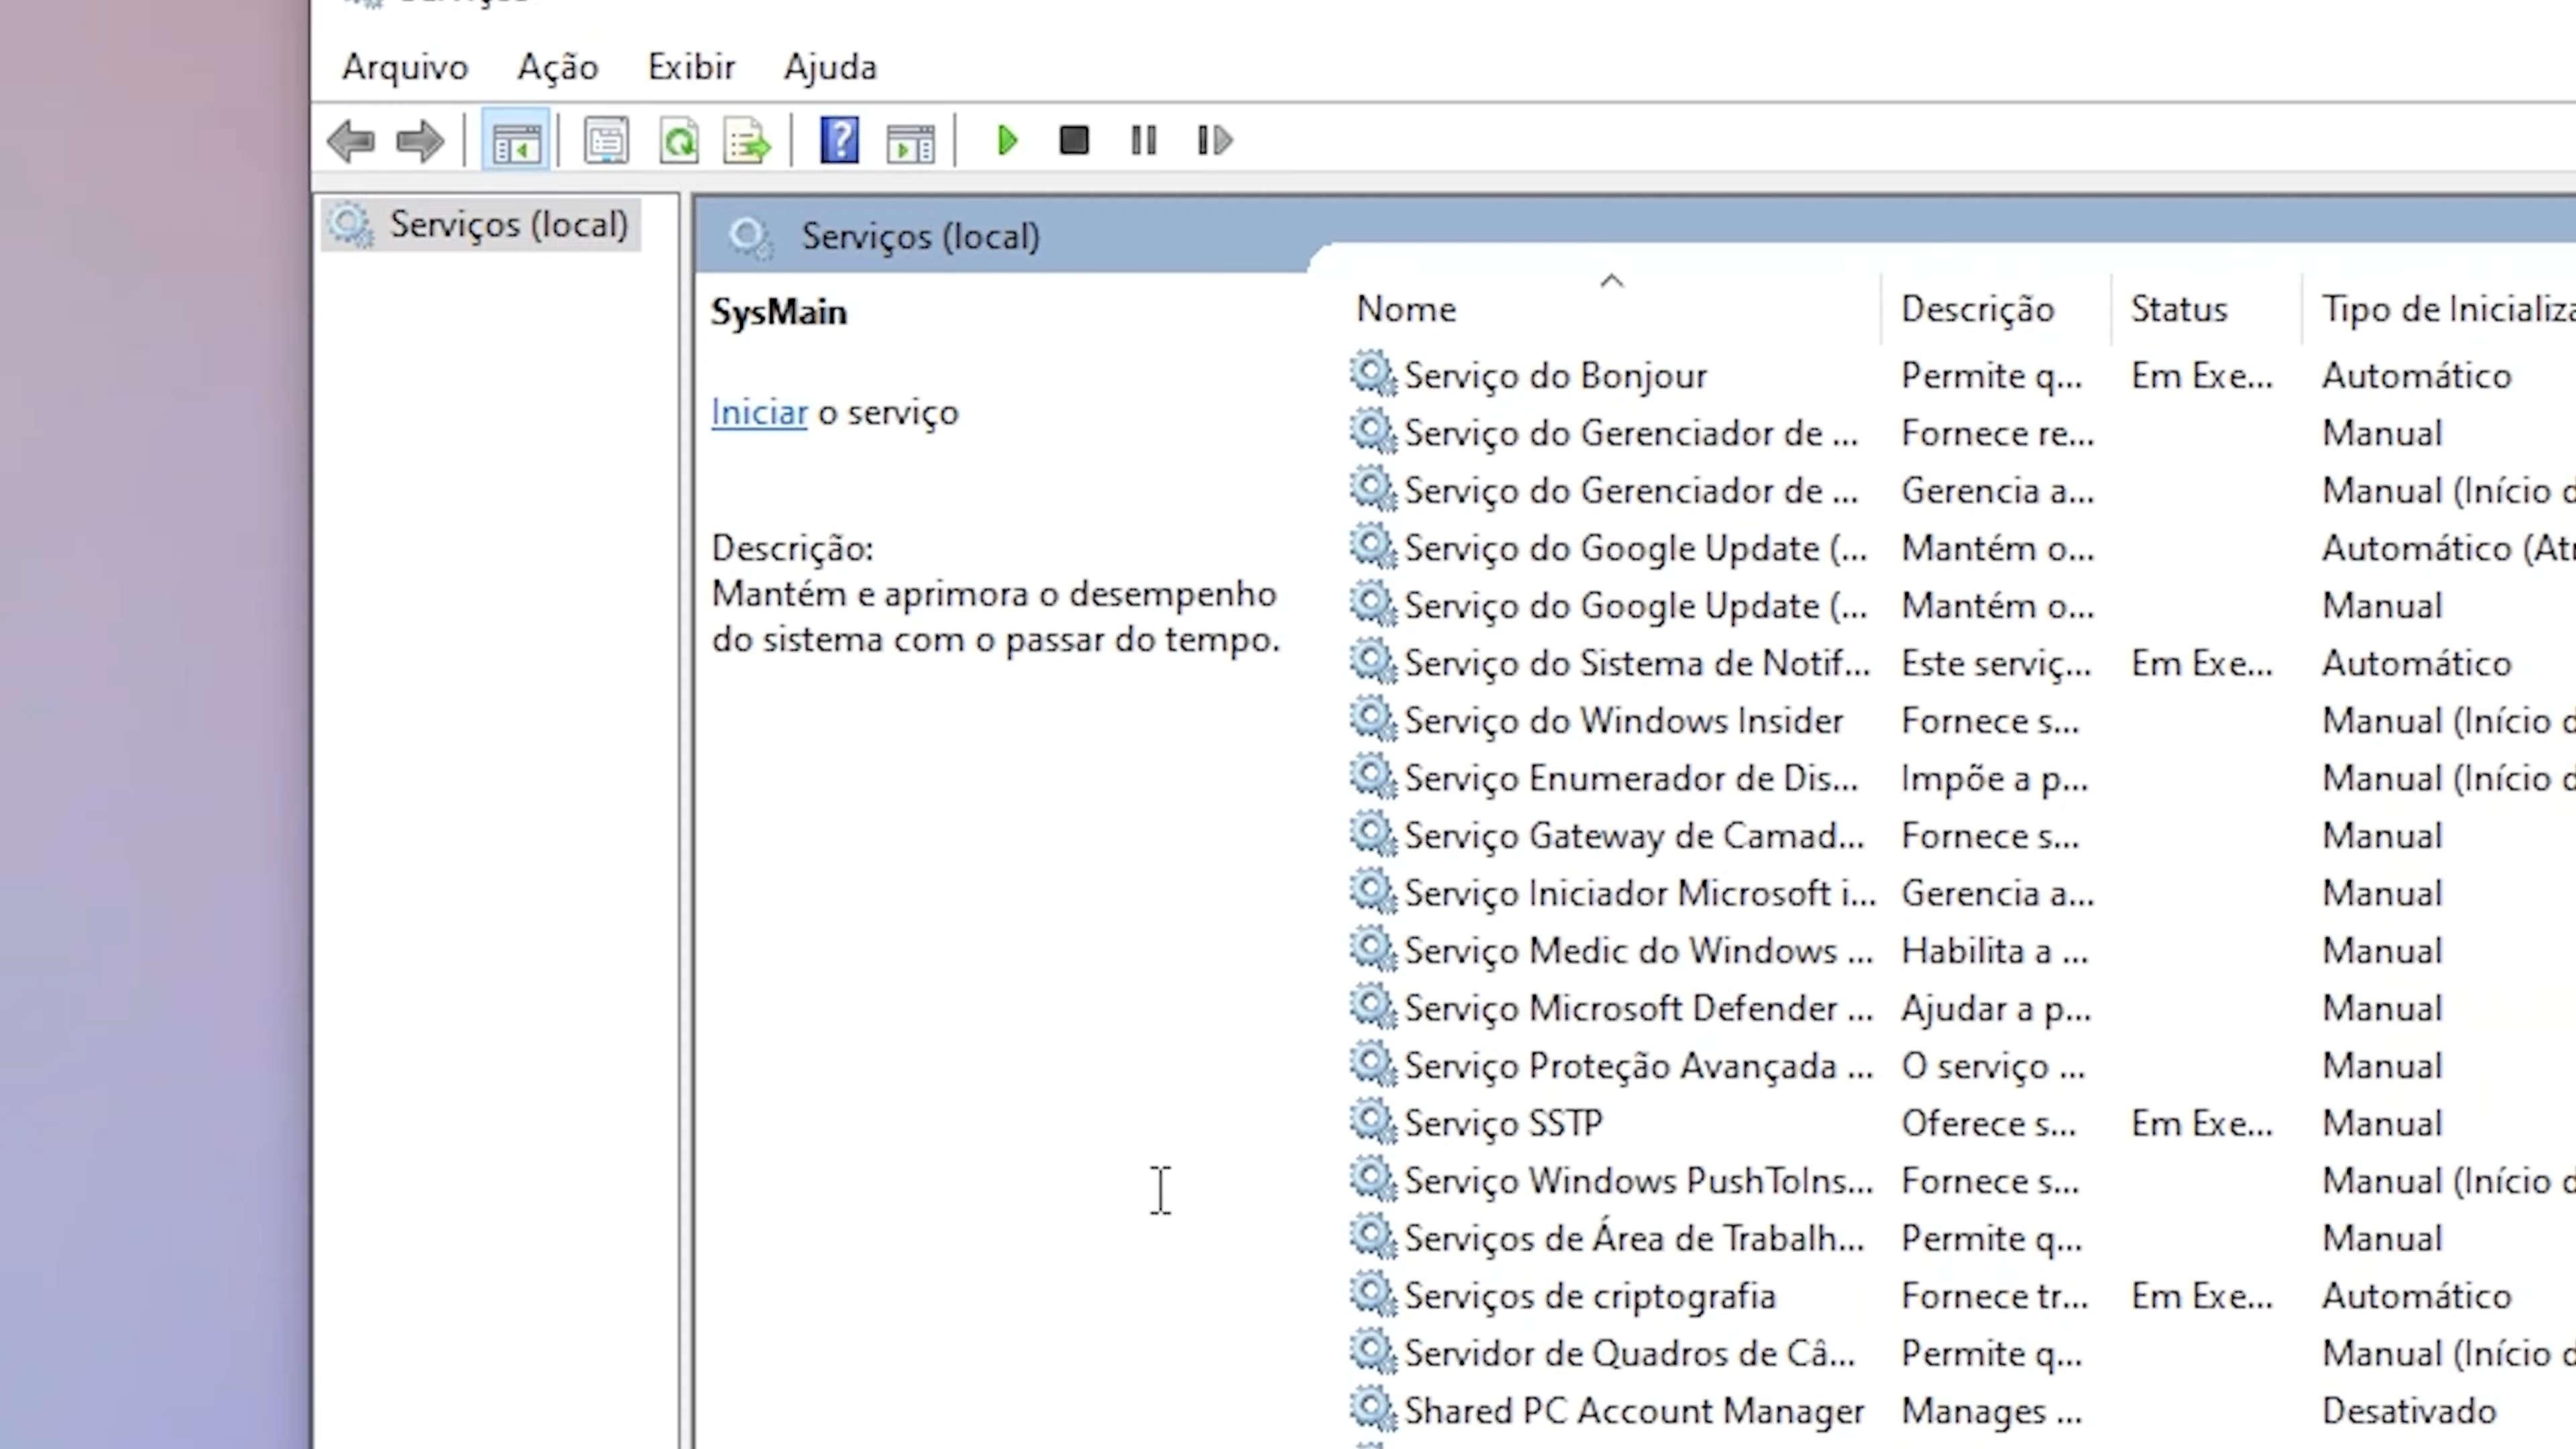 Arquivo Ação Exibir Ajuda
Serviços (local)
Serviços (local)
SysMain
Iniciar o serviço
Descrição:
Mantém e aprimora o desempenho
do sistema com o passar do tempo.
Nome Descrição Status Tipo de Inicializa
Serviço do Bonjour Permite q... Em Exe... Automático
Serviço do Gerenciador de ... Fornece re... Manual
Serviço do Gerenciador de ... Gerencia a... Manual (Início d
Serviço do Google Update (... Mantém o... Automático (Atr
Serviço do Google Update (... Mantém o... Manual
Serviço do Sistema de Notif... Este serviç... Em Exe... Automático
Serviço do Windows Insider Fornece s... Manual (Início d
Serviço Enumerador de Dis... Impõe a p... Manual (Início d
Serviço Gateway de Camad... Fornece s... Manual
Serviço Iniciador Microsoft i... Gerencia a... Manual
Serviço Medic do Windows ... Habilita a ... Manual
Serviço Microsoft Defender ... Ajudar a p... Manual
Serviço Proteção Avançada ... O serviço ... Manual
Serviço SSTP Oferece s... Em Exe... Manual
Serviço Windows PushToIns... Fornece s... Manual (Início d
Serviços de Área de Trabalh... Permite q... Manual
Serviços de criptografia Fornece tr... Em Exe... Automático
Servidor de Quadros de Câ... Permite q... Manual (Início d
Shared PC Account Manager Manages ... Desativado